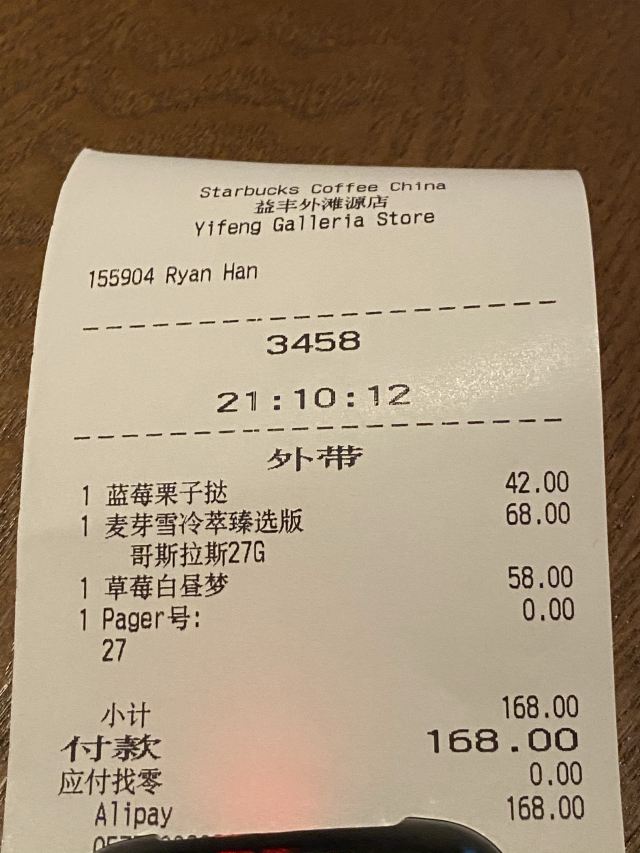 Starbucks Coffee China
益丰外滩源店
Yifeng Galleria Store
155904 Ryan Han
3458
21:10:12
外带
1 蓝莓栗子挞 42.00
1 麦芽雪冷萃臻选版 68.00
哥斯拉斯27G
1 草莓白昼梦 58.00
1 Pager号: 0.00
27
小计 168.00
付款 168.00
应付找零 0.00
Alipay 168.00